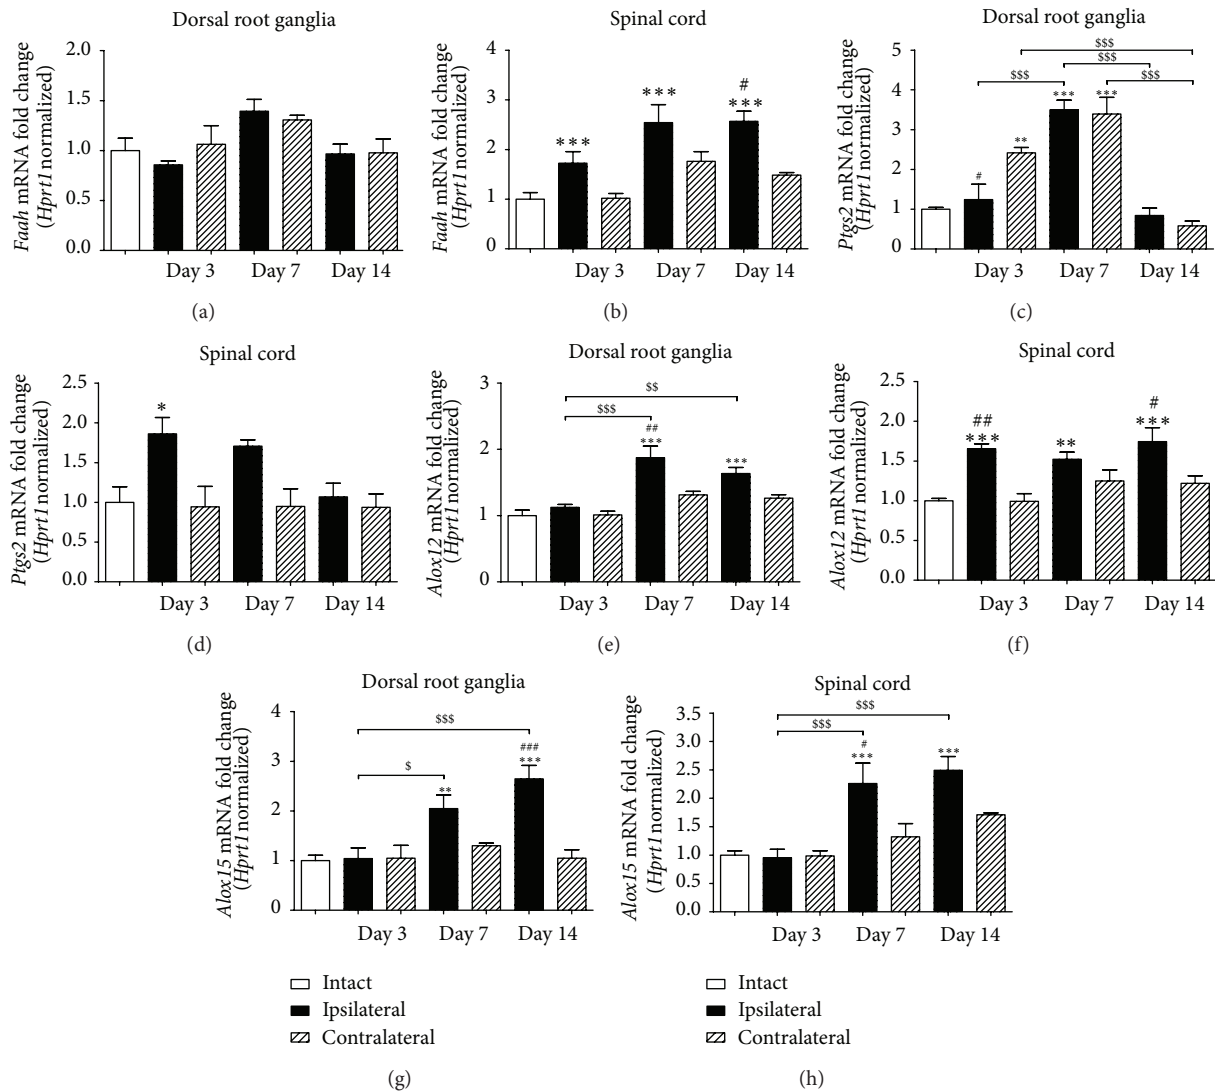 Dorsal root ganglia
Faah mRNA fold change
(Hprt1 normalized)
2.0
1.5
1.0
0.5
0.0
Day 3 Day 7 Day 14
(a)
Spinal cord
Faah mRNA fold change
(Hprt1 normalized)
4
3
2
1
0
***
***
#
***
Day 3 Day 7 Day 14
(b)
Dorsal root ganglia
Ptgs2 mRNA fold change
(Hprt1 normalized)
5
4
3
2
1
0
$$$
$$$
$$$ $$$
*** ***
**
#
Day 3 Day 7 Day 14
(c)
Spinal cord
Ptgs2 mRNA fold change
(Hprt1 normalized)
2.5
2.0
1.5
1.0
0.5
0.0
*
Day 3 Day 7 Day 14
(d)
Dorsal root ganglia
Alox12 mRNA fold change
(Hprt1 normalized)
3
2
1
0
$$
$$$
##
***
***
Day 3 Day 7 Day 14
(e)
Spinal cord
Alox12 mRNA fold change
(Hprt1 normalized)
2.5
2.0
1.5
1.0
0.5
0.0
##
***
**
#
***
Day 3 Day 7 Day 14
(f)
Dorsal root ganglia
Alox15 mRNA fold change
(Hprt1 normalized)
4
3
2
1
0
$$$
$
**
###
***
Day 3 Day 7 Day 14
Intact
Ipsilateral
Contralateral
(g)
Spinal cord
Alox15 mRNA fold change
(Hprt1 normalized)
3.5
3.0
2.5
2.0
1.5
1.0
0.5
0.0
$$$
$$$
#
***
***
Day 3 Day 7 Day 14
Intact
Ipsilateral
Contralateral
(h)